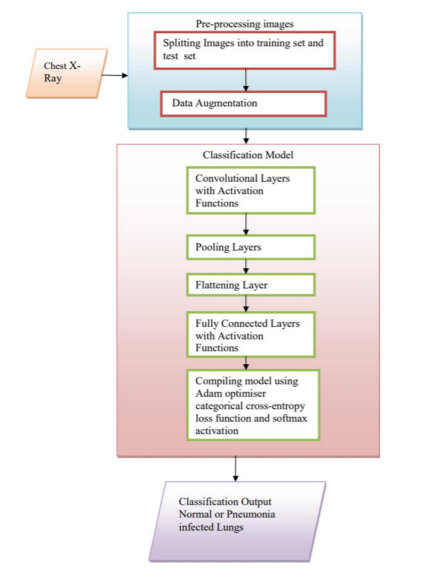 Pre-processing images
Splitting Images into training set and
test set
Chest X-
Ray
Data Augmentation
Classification Model
Convolutional Layers
with Activation
Functions
Pooling Layers
Flattening Layer
Fully Connected Layers
with Activation
Functions
Compiling model using
Adam optimiser
categorical cross-entropy
loss function and softmax
activation
Classification Output
Normal or Pneumonia
infected Lungs